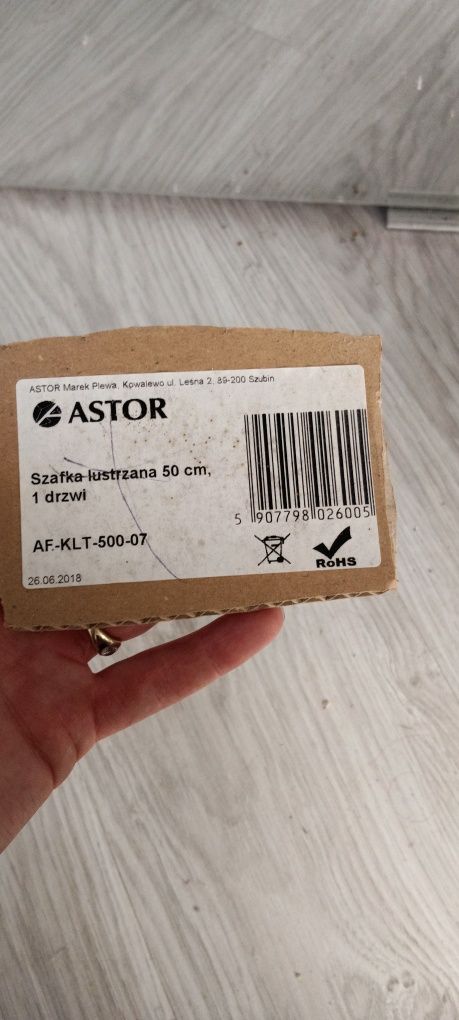 ASTOR Marek Plewa, Kowalewo ul. Leśna 2, 89-200 Szubin
ASTOR
Szafka lustrzana 50 cm,
1 drzwi
AF-KLT-500-07
5 907798 026005
RoHS
26.06.2018